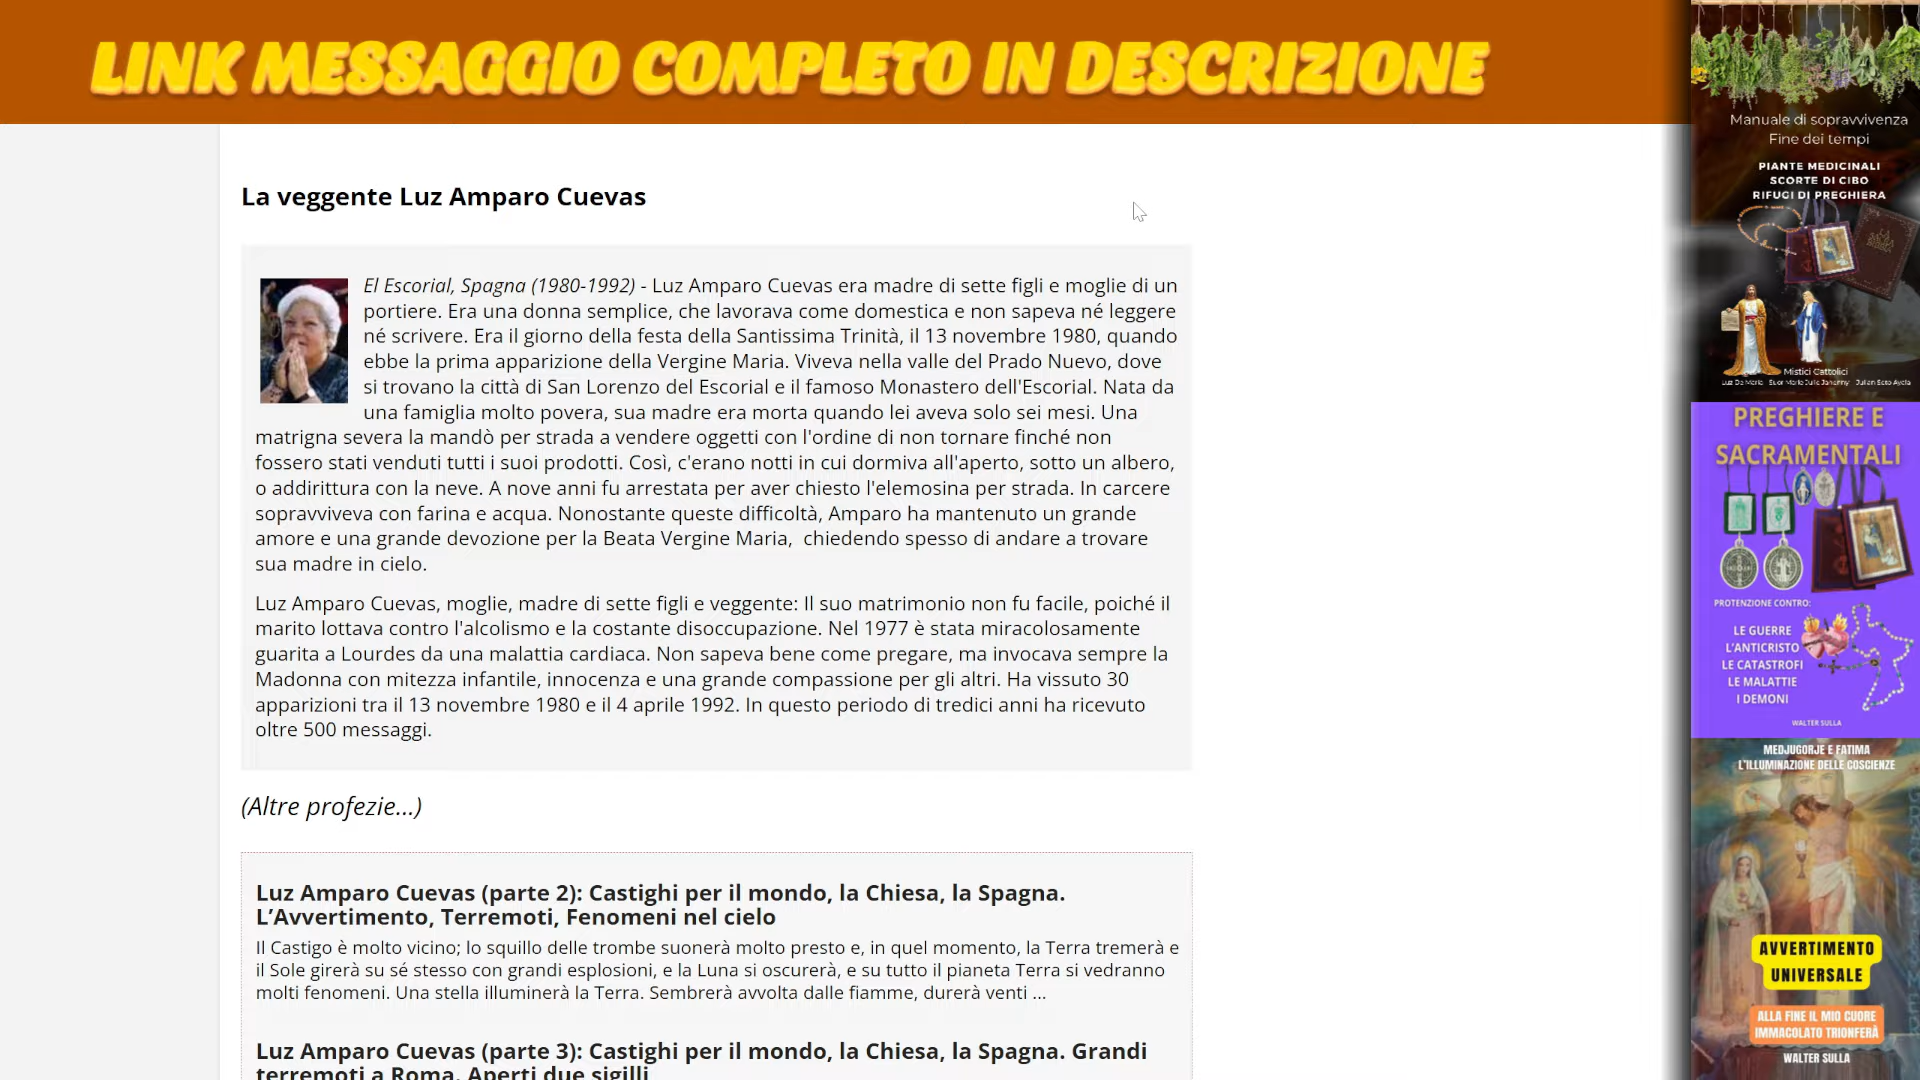 LINK MESSAGGIO COMPLETO IN DESCRIZIONE
La veggente Luz Amparo Cuevas
El Escorial, Spagna (1980-1992) - Luz Amparo Cuevas era madre di sette figli e moglie di un
portiere. Era una donna semplice, che lavorava come domestica e non sapeva né leggere
né scrivere. Era il giorno della festa della Santissima Trinità, il 13 novembre 1980, quando
ebbe la prima apparizione della Vergine Maria. Viveva nella valle del Prado Nuevo, dove
si trovano la città di San Lorenzo del Escorial e il famoso Monastero dell'Escorial. Nata da
una famiglia molto povera, sua madre era morta quando lei aveva solo sei mesi. Una
matrigna severa la mandò per strada a vendere oggetti con l'ordine di non tornare finché non
fossero stati venduti tutti i suoi prodotti. Così, c'erano notti in cui dormiva all'aperto, sotto un albero,
o addirittura con la neve. A nove anni fu arrestata per aver chiesto l'elemosina per strada. In carcere
sopravviveva con farina e acqua. Nonostante queste difficoltà, Amparo ha mantenuto un grande
amore e una grande devozione per la Beata Vergine Maria,  chiedendo spesso di andare a trovare
sua madre in cielo.
Luz Amparo Cuevas, moglie, madre di sette figli e veggente: Il suo matrimonio non fu facile, poiché il
marito lottava contro l'alcolismo e la costante disoccupazione. Nel 1977 è stata miracolosamente
guarita a Lourdes da una malattia cardiaca. Non sapeva bene come pregare, ma invocava sempre la
Madonna con mitezza infantile, innocenza e una grande compassione per gli altri. Ha vissuto 30
apparizioni tra il 13 novembre 1980 e il 4 aprile 1992. In questo periodo di tredici anni ha ricevuto
oltre 500 messaggi.
(Altre profezie...)
Luz Amparo Cuevas (parte 2): Castighi per il mondo, la Chiesa, la Spagna.
L’Avvertimento, Terremoti, Fenomeni nel cielo
Il Castigo è molto vicino; lo squillo delle trombe suonerà molto presto e, in quel momento, la Terra tremerà e
il Sole girerà su sé stesso con grandi esplosioni, e la Luna si oscurerà, e su tutto il pianeta Terra si vedranno
molti fenomeni. Una stella illuminerà la Terra. Sembrerà avvolta dalle fiamme, durerà venti ...
Luz Amparo Cuevas (parte 3): Castighi per il mondo, la Chiesa, la Spagna. Grandi
terremoti a Roma. Aperti due sigilli
Manuale di sopravvivenza
Fine dei tempi
PIANTE MEDICINALI
SCORTE DI CIBO
RIFUGI DI PREGHIERA
Mistici Cattolici
Luz De Maria - Suor Marie Julie Jahenny - Julian Soto Ayala
PREGHIERE E
SACRAMENTALI
PROTENZIONE CONTRO:
LE GUERRE
L'ANTICRISTO
LE CATASTROFI
LE MALATTIE
I DEMONI
WALTER SULLA
MEDJUGORJE E FATIMA
L'ILLUMINAZIONE DELLE COSCIENZE
AVVERTIMENTO
UNIVERSALE
ALLA FINE IL MIO CUORE
IMMACOLATO TRIONFERÀ
WALTER SULLA